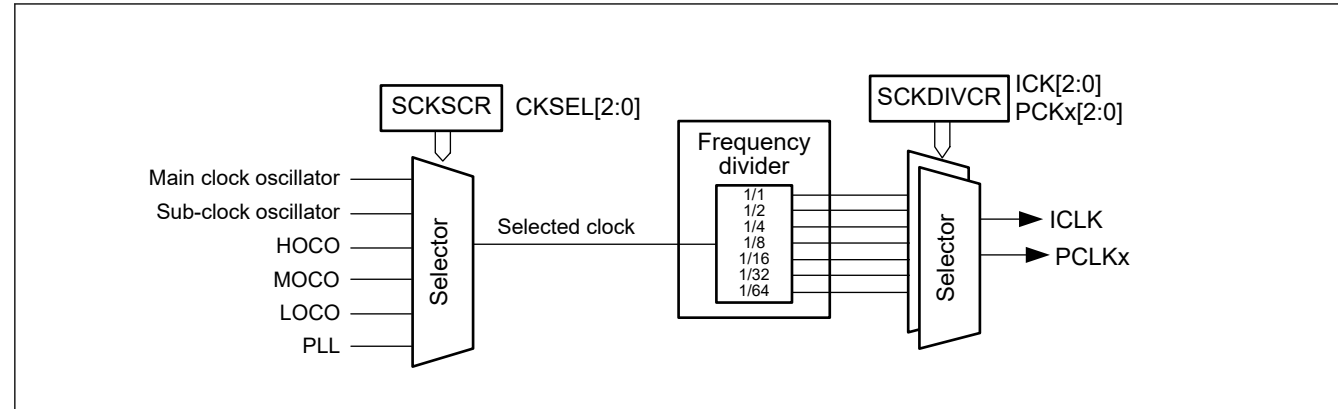 SCKSCR
CKSEL[2:0]
SCKDIVCR
ICK[2:0]
PCKx[2:0]
Main clock oscillator
Sub-clock oscillator
HOCO
MOCO
LOCO
PLL
Selector
Selected clock
Frequency
divider
1/1
1/2
1/4
1/8
1/16
1/32
1/64
Selector
ICLK
PCLKx